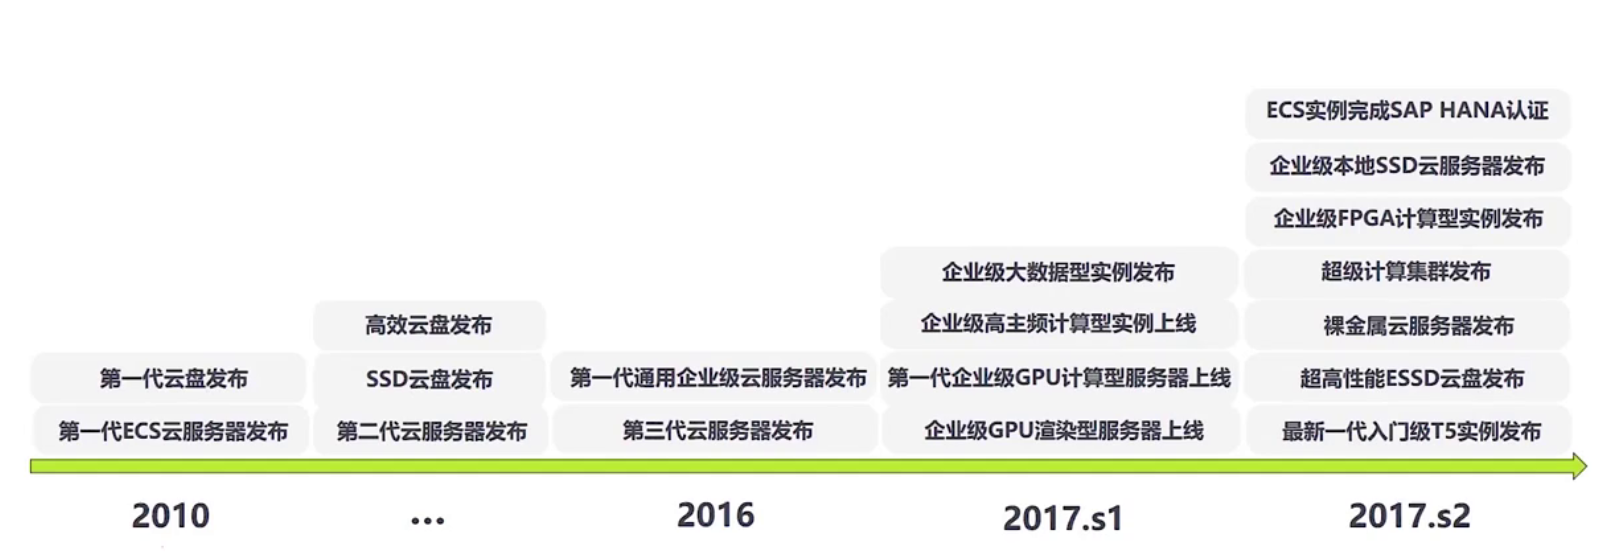 ECS实例完成SAP HANA认证
企业级本地SSD云服务器发布
企业级FPGA计算型实例发布
企业级大数据型实例发布
超级计算集群发布
高效云盘发布
企业级高主频计算型实例上线
裸金属云服务器发布
第一代云盘发布
SSD云盘发布
第一代通用企业级云服务器发布
第一代企业级GPU计算型服务器上线
超高性能ESSD云盘发布
第一代ECS云服务器发布
第二代云服务器发布
第三代云服务器发布
企业级GPU渲染型服务器上线
最新一代入门级T5实例发布
2010
...
2016
2017.s1
2017.s2